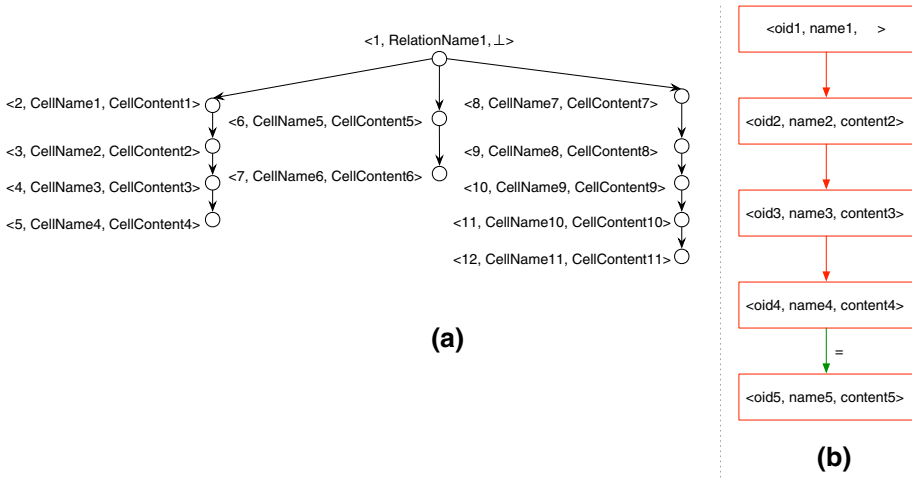 <1, RelationName1, ⊥>
<2, CellName1, CellContent1>
<3, CellName2, CellContent2>
<4, CellName3, CellContent3>
<5, CellName4, CellContent4>
<6, CellName5, CellContent5>
<7, CellName6, CellContent6>
<8, CellName7, CellContent7>
<9, CellName8, CellContent8>
<10, CellName9, CellContent9>
<11, CellName10, CellContent10>
<12, CellName11, CellContent11>
(a)
<oid1, name1, >
<oid2, name2, content2>
<oid3, name3, content3>
<oid4, name4, content4>
=
<oid5, name5, content5>
(b)